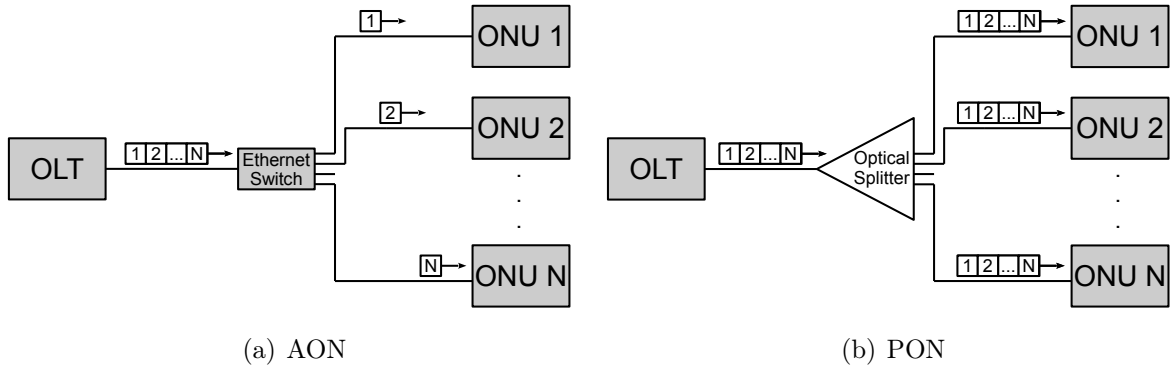 1
ONU 1
2
ONU 2
OLT
1 2 ... N
Ethernet
Switch
.
.
.
N
ONU N
(a) AON
1 2 ... N
ONU 1
1 2 ... N
ONU 2
OLT
1 2 ... N
Optical
Splitter
.
.
.
1 2 ... N
ONU N
(b) PON